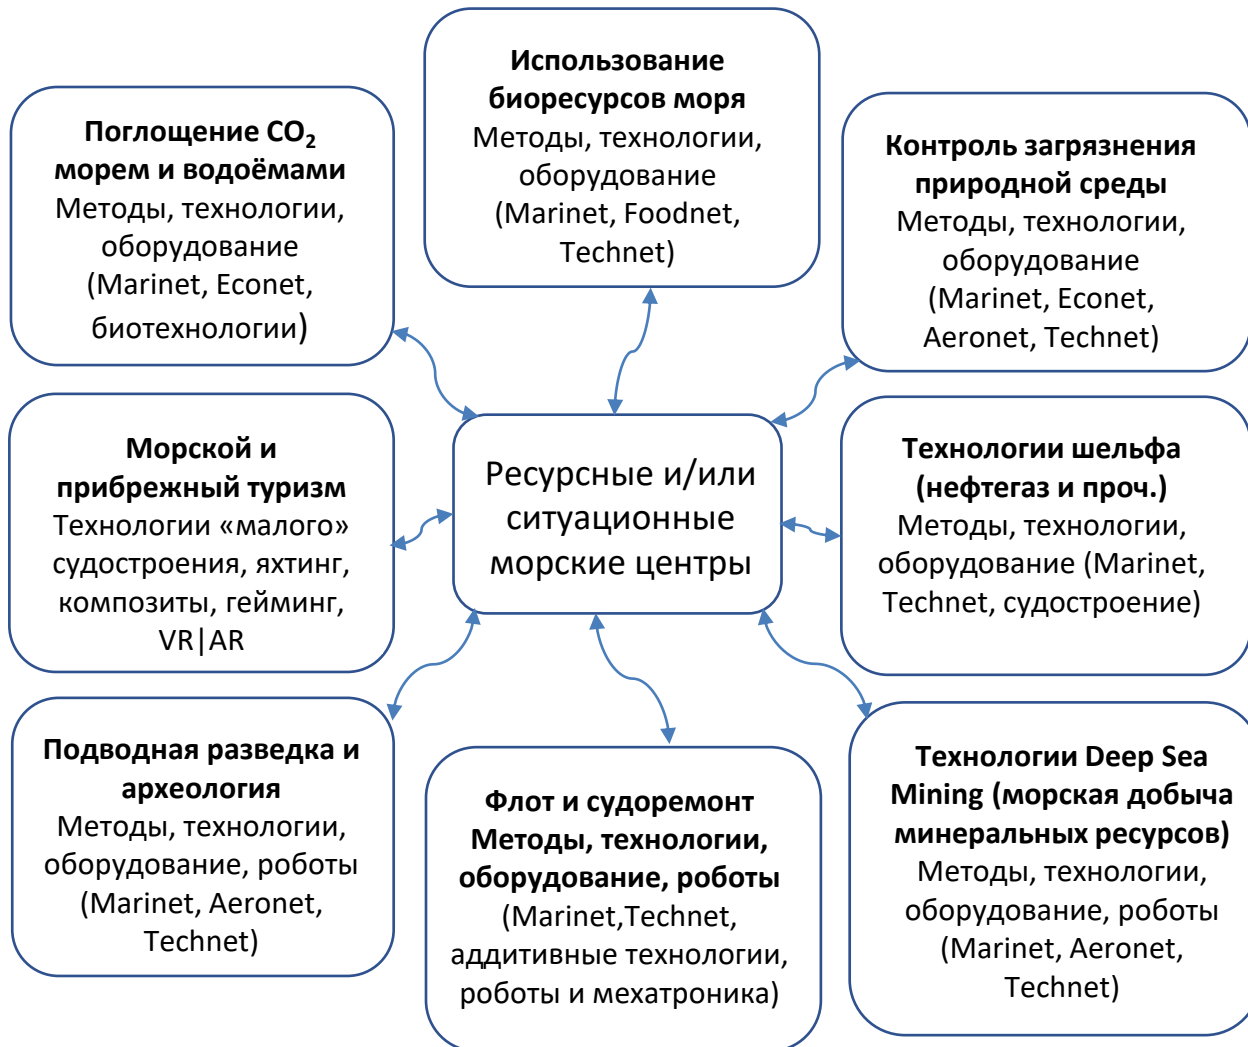 Использование
биоресурсов моря
Методы, технологии,
оборудование
(Marinet, Foodnet,
Technet)
Поглощение CO₂
морем и водоёмами
Методы, технологии,
оборудование
(Marinet, Econet,
биотехнологии)
Контроль загрязнения
природной среды
Методы, технологии,
оборудование
(Marinet, Econet,
Aeronet, Technet)
Морской и
прибрежный туризм
Технологии «малого»
судостроения, яхтинг,
композиты, гейминг,
VR|AR
Ресурсные и/или
ситуационные
морские центры
Технологии шельфа
(нефтегаз и проч.)
Методы, технологии,
оборудование (Marinet,
Technet, судостроение)
Подводная разведка и
археология
Методы, технологии,
оборудование, роботы
(Marinet, Aeronet,
Technet)
Флот и судоремонт
Методы, технологии,
оборудование, роботы
(Marinet,Technet,
аддитивные технологии,
роботы и мехатроника)
Технологии Deep Sea
Mining (морская добыча
минеральных ресурсов)
Методы, технологии,
оборудование, роботы
(Marinet, Aeronet,
Technet)